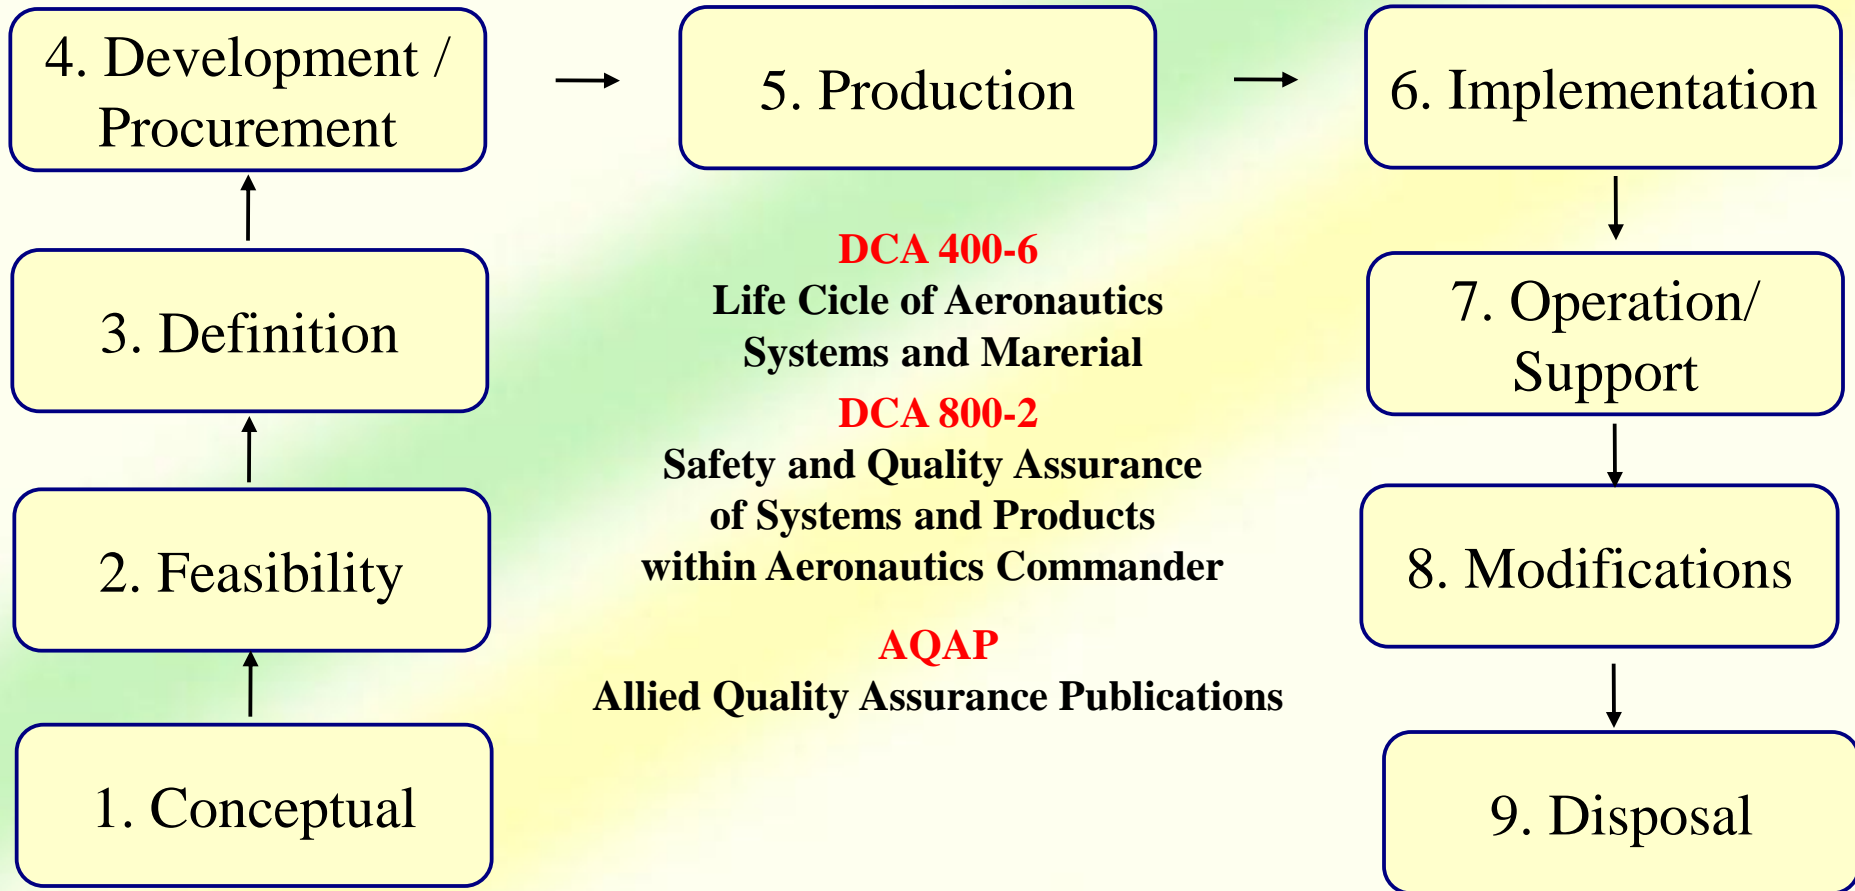 4. Development /
Procurement
5. Production
6. Implementation
3. Definition
DCA 400-6
Life Cicle of Aeronautics
Systems and Marerial
7. Operation/
Support
DCA 800-2
Safety and Quality Assurance
of Systems and Products
within Aeronautics Commander
2. Feasibility
8. Modifications
AQAP
Allied Quality Assurance Publications
1. Conceptual
9. Disposal